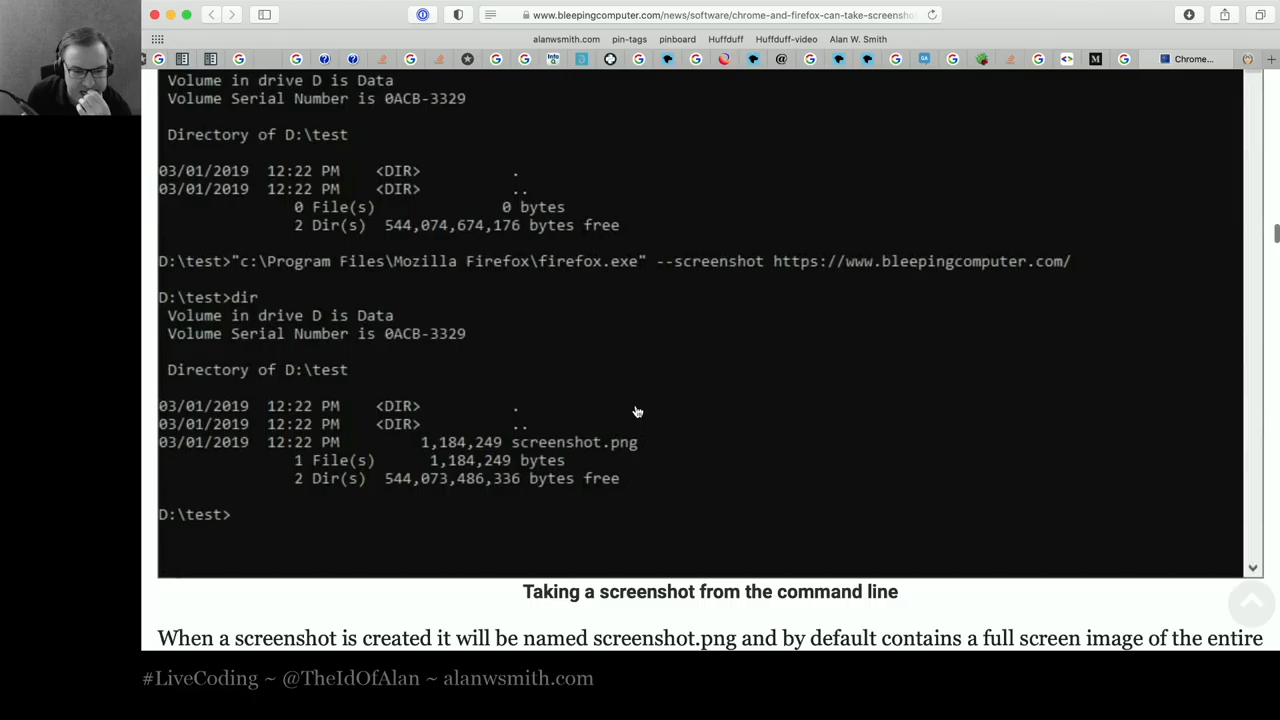 www.bleepingcomputer.com/news/software/chrome-and-firefox-can-take-screensho
alanwsmith.com pin-tags pinboard Huffduff Huffduff-video Alan W. Smith
Chrome...
Volume in drive D is Data
Volume Serial Number is 0ACB-3329
Directory of D:\test
03/01/2019 12:22 PM <DIR> .
03/01/2019 12:22 PM <DIR> ..
0 File(s) 0 bytes
2 Dir(s) 544,074,674,176 bytes free
D:\test>"c:\Program Files\Mozilla Firefox\firefox.exe" --screenshot https://www.bleepingcomputer.com/
D:\test>dir
Volume in drive D is Data
Volume Serial Number is 0ACB-3329
Directory of D:\test
03/01/2019 12:22 PM <DIR> .
03/01/2019 12:22 PM <DIR> ..
03/01/2019 12:22 PM 1,184,249 screenshot.png
1 File(s) 1,184,249 bytes
2 Dir(s) 544,073,486,336 bytes free
D:\test>
Taking a screenshot from the command line
When a screenshot is created it will be named screenshot.png and by default contains a full screen image of the entire
#LiveCoding ~ @TheIdOfAlan ~ alanwsmith.com